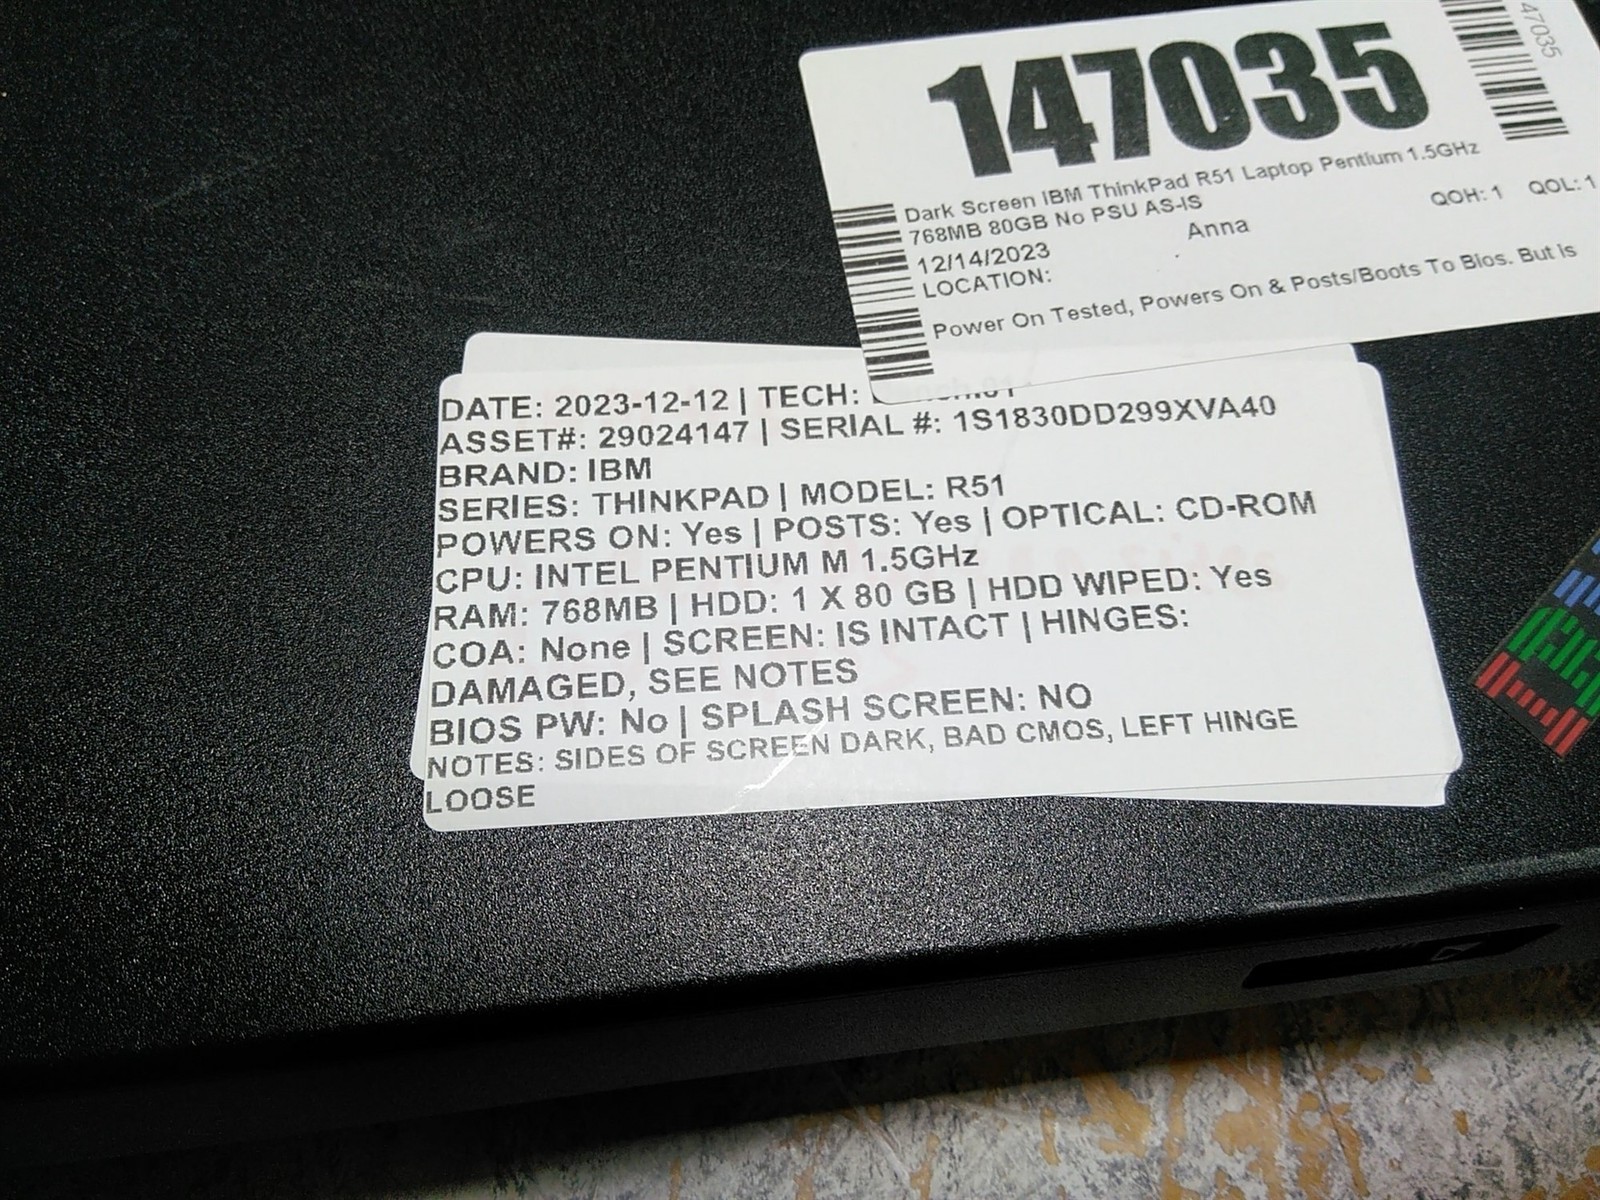 147035
47035
Dark Screen IBM ThinkPad R51 Laptop Pentium 1.5GHz
768MB 80GB No PSU AS-IS
QOH: 1 QOL: 1
12/14/2023 Anna
LOCATION:
Power On Tested, Powers On & Posts/Boots To Bios. But is
DATE: 2023-12-12 | TECH:
ASSET#: 29024147 | SERIAL #: 1S1830DD299XVA40
BRAND: IBM
SERIES: THINKPAD | MODEL: R51
POWERS ON: Yes | POSTS: Yes | OPTICAL: CD-ROM
CPU: INTEL PENTIUM M 1.5GHz
RAM: 768MB | HDD: 1 X 80 GB | HDD WIPED: Yes
COA: None | SCREEN: IS INTACT | HINGES:
DAMAGED, SEE NOTES
BIOS PW: No | SPLASH SCREEN: NO
NOTES: SIDES OF SCREEN DARK, BAD CMOS, LEFT HINGE
LOOSE